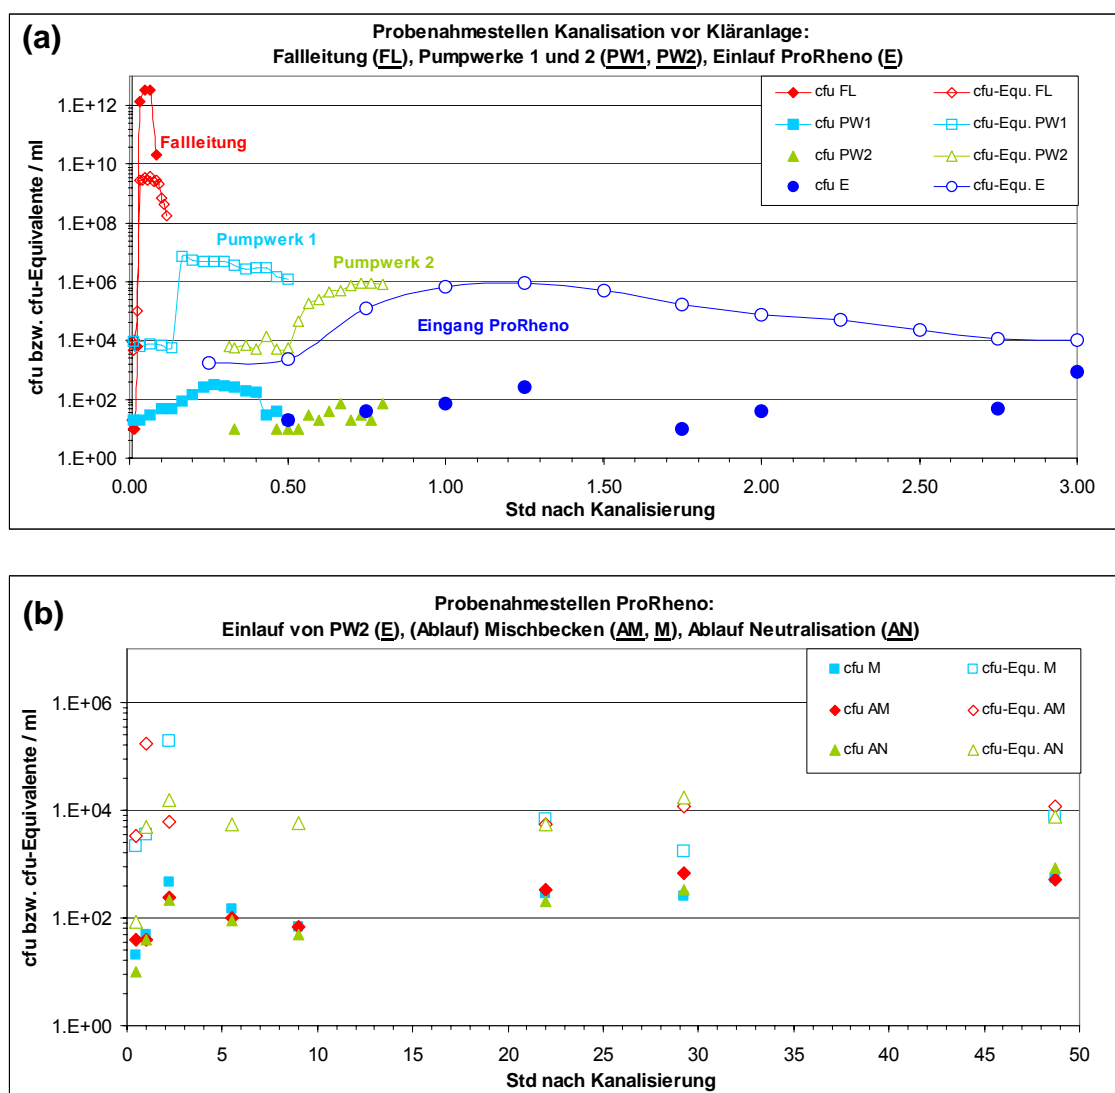 (a)
Probenahmestellen Kanalisation vor Kläranlage:
Fallleitung (FL), Pumpwerke 1 und 2 (PW1, PW2), Einlauf ProRheno (E)
cfu bzw. cfu-Equivalente / ml
1.E+12
1.E+10
1.E+08
1.E+06
1.E+04
1.E+02
1.E+00
cfu FL
cfu-Equ. FL
cfu PW1
cfu-Equ. PW1
cfu PW2
cfu-Equ. PW2
cfu E
cfu-Equ. E
Fallleitung
Pumpwerk 1
Pumpwerk 2
Eingang ProRheno
0.00 0.50 1.00 1.50 2.00 2.50 3.00
Std nach Kanalisierung
(b)
Probenahmestellen ProRheno:
Einlauf von PW2 (E), (Ablauf) Mischbecken (AM, M), Ablauf Neutralisation (AN)
cfu bzw. cfu-Equivalente / ml
1.E+06
1.E+04
1.E+02
1.E+00
cfu M
cfu-Equ. M
cfu AM
cfu-Equ. AM
cfu AN
cfu-Equ. AN
0 5 10 15 20 25 30 35 40 45 50
Std nach Kanalisierung